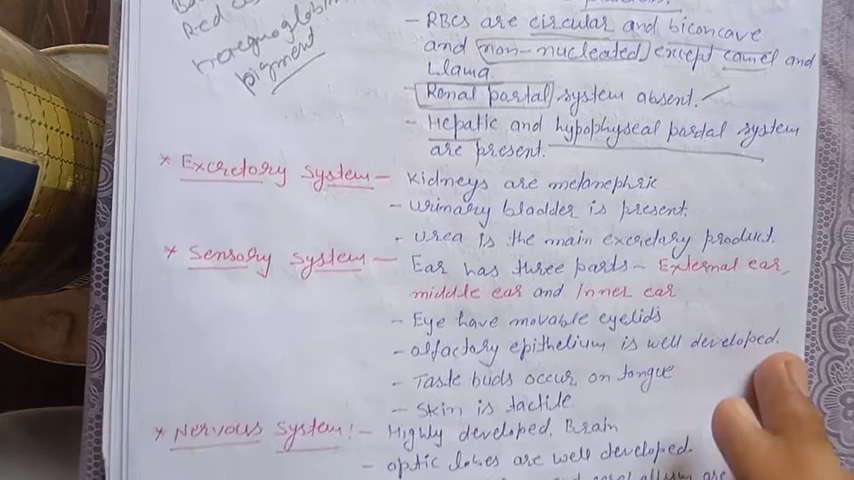 Red
pigment
- RBCs are circular and biconcave
and non-nucleated except camel and
Llama.
- Renal portal system absent.
- Hepatic and hypophyseal portal system
are present.
* Excretory System - Kidneys are metanephric
- Urinary bladder is present.
- Urea is the main excretary product.
* Sensory System - Ear has three parts - External ear,
middle ear and Inner ear
- Eye have movable eyelids
- olfactory epithelium is well developed.
- Taste buds occur on tongue
- Skin is tactile
* Nervous System: - Highly developed. Brain
- optic lobes are well developed.